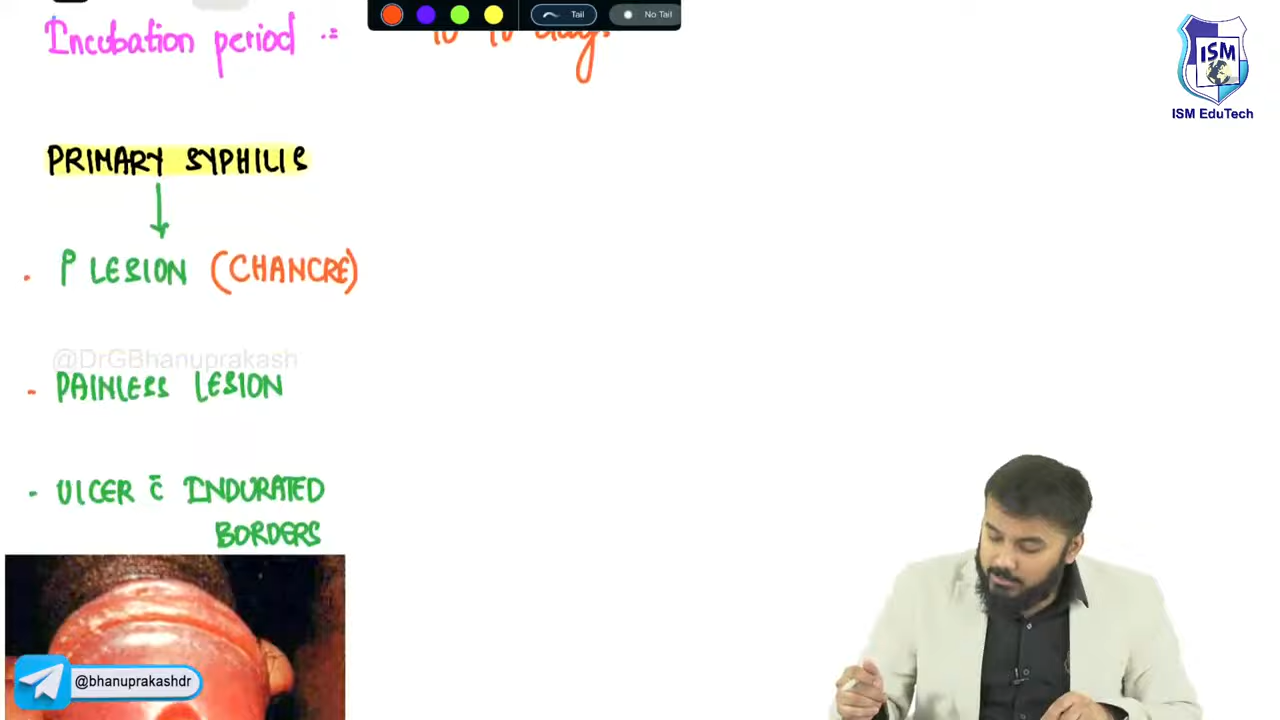 Tail
No Tail
Incubation period :=
ISM
ISM EduTech
PRIMARY SYPHILIS
P LESION (CHANCRE)
@DrGBhanuprakash
PAINLESS LESION
ULCER c̄ INDURATED
BORDERS
@bhanuprakashdr